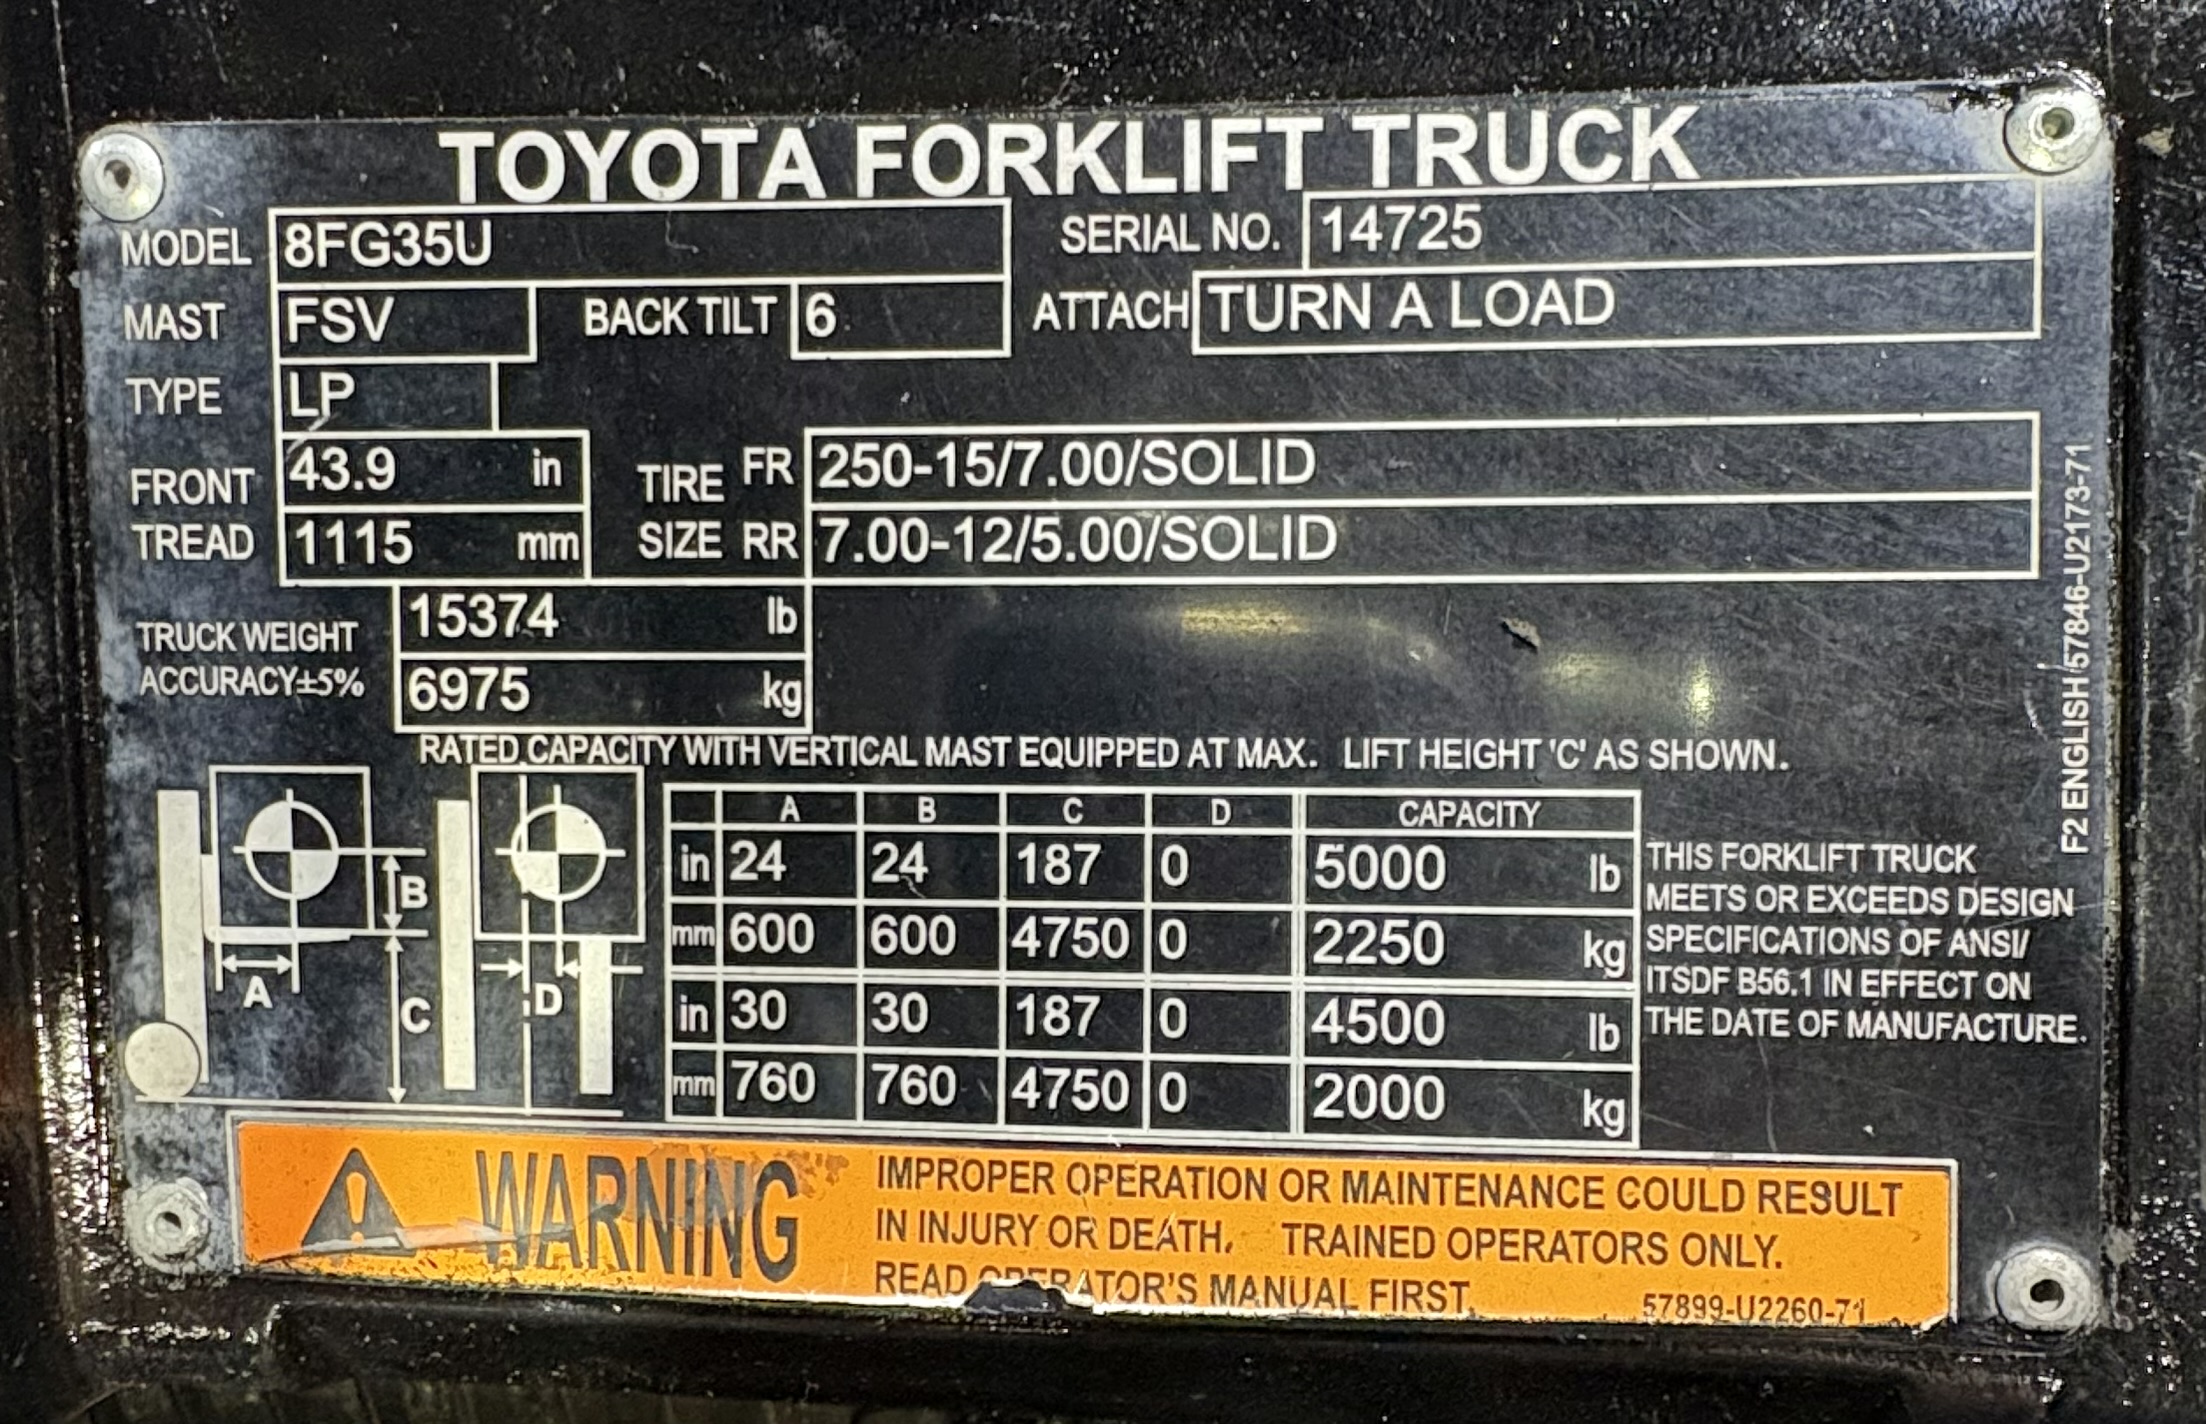 TOYOTA FORKLIFT TRUCK
MODEL 8FG35U SERIAL NO. 14725
MAST FSV BACK TILT 6 ATTACH TURN A LOAD
TYPE LP
FRONT TREAD 43.9 in TIRE SIZE FR 250-15/7.00/SOLID
1115 mm RR 7.00-12/5.00/SOLID
TRUCK WEIGHT 15374 lb
ACCURACY±5% 6975 kg
RATED CAPACITY WITH VERTICAL MAST EQUIPPED AT MAX. LIFT HEIGHT 'C' AS SHOWN.
A B C D CAPACITY
in 24 24 187 0 5000 lb
mm 600 600 4750 0 2250 kg
in 30 30 187 0 4500 lb
mm 760 760 4750 0 2000 kg
B
A
C
D
THIS FORKLIFT TRUCK
MEETS OR EXCEEDS DESIGN
SPECIFICATIONS OF ANSI/
ITSDF B56.1 IN EFFECT ON
THE DATE OF MANUFACTURE.
F2 ENGLISH 57846-U2173-71
WARNING
IMPROPER OPERATION OR MAINTENANCE COULD RESULT
IN INJURY OR DEATH. TRAINED OPERATORS ONLY.
READ OPERATOR'S MANUAL FIRST.
57899-U2260-71